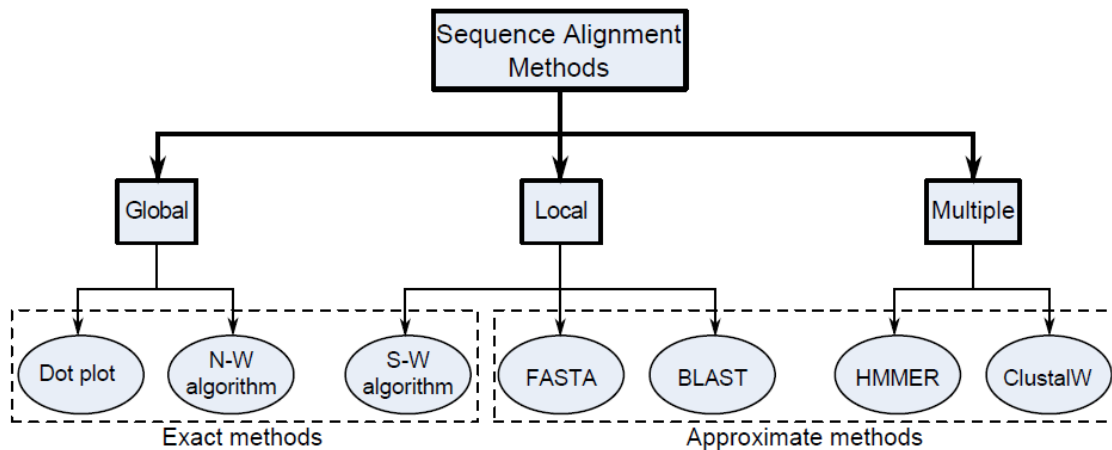 Sequence Alignment
Methods
Global
Local
Multiple
Dot plot
N-W
algorithm
S-W
algorithm
FASTA
BLAST
HMMER
ClustalW
Exact methods
Approximate methods